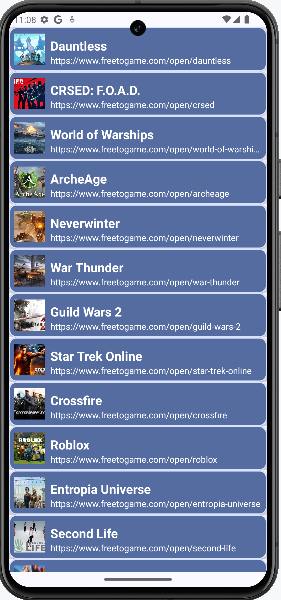 11:08
Dauntless
https://www.freetogame.com/open/dauntless
CRSED: F.O.A.D.
https://www.freetogame.com/open/crsed
World of Warships
https://www.freetogame.com/open/world-of-warshi...
ArcheAge
https://www.freetogame.com/open/archeage
Neverwinter
https://www.freetogame.com/open/neverwinter
War Thunder
https://www.freetogame.com/open/war-thunder
Guild Wars 2
https://www.freetogame.com/open/guild-wars-2
Star Trek Online
https://www.freetogame.com/open/star-trek-online
Crossfire
https://www.freetogame.com/open/crossfire
ROBLOX
Roblox
https://www.freetogame.com/open/roblox
Entropia Universe
https://www.freetogame.com/open/entropia-universe
LIFE
Second Life
https://www.freetogame.com/open/second-life